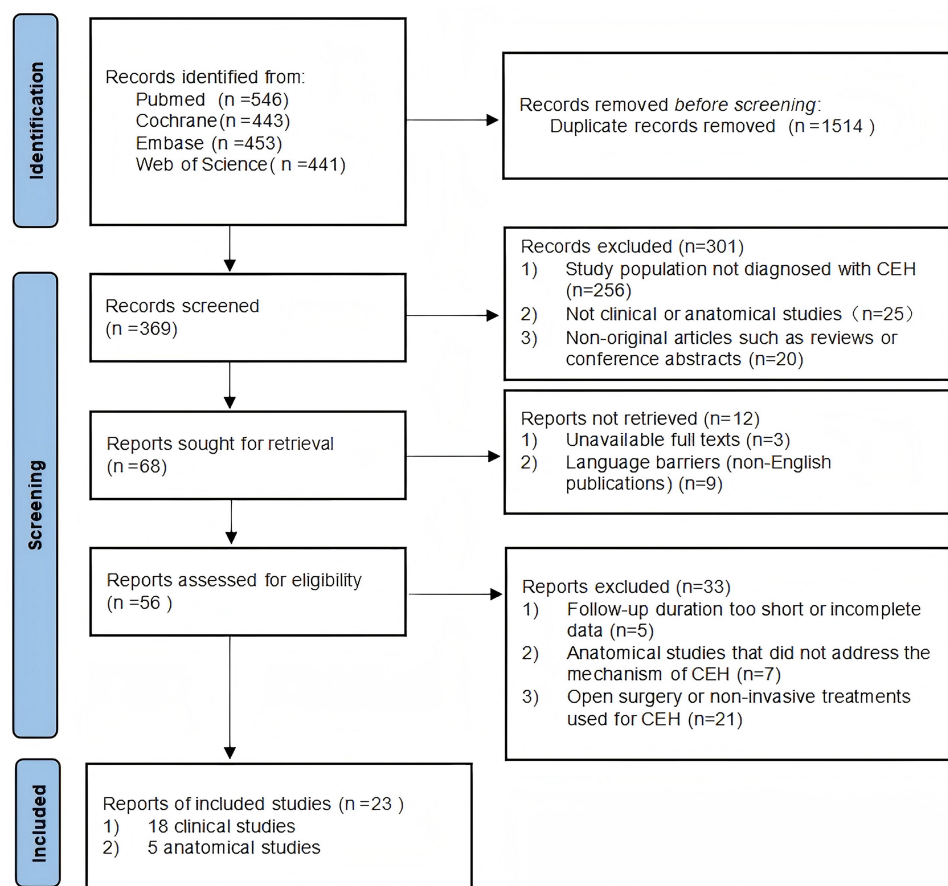 Identification
Records identified from:
Pubmed (n =546)
Cochrane(n =443)
Embase (n =453)
Web of Science( n =441)
Records removed before screening:
Duplicate records removed (n =1514 )
Screening
Records screened
(n =369)
Records excluded (n=301)
1) Study population not diagnosed with CEH
(n=256)
2) Not clinical or anatomical studies（n=25）
3) Non-original articles such as reviews or
conference abstracts (n=20)
Reports sought for retrieval
(n =68)
Reports not retrieved (n=12)
1) Unavailable full texts (n=3)
2) Language barriers (non-English
publications) (n=9)
Reports assessed for eligibility
(n =56 )
Reports excluded (n=33)
1) Follow-up duration too short or incomplete
data (n=5)
2) Anatomical studies that did not address the
mechanism of CEH (n=7)
3) Open surgery or non-invasive treatments
used for CEH (n=21)
Included
Reports of included studies (n =23 )
1) 18 clinical studies
2) 5 anatomical studies